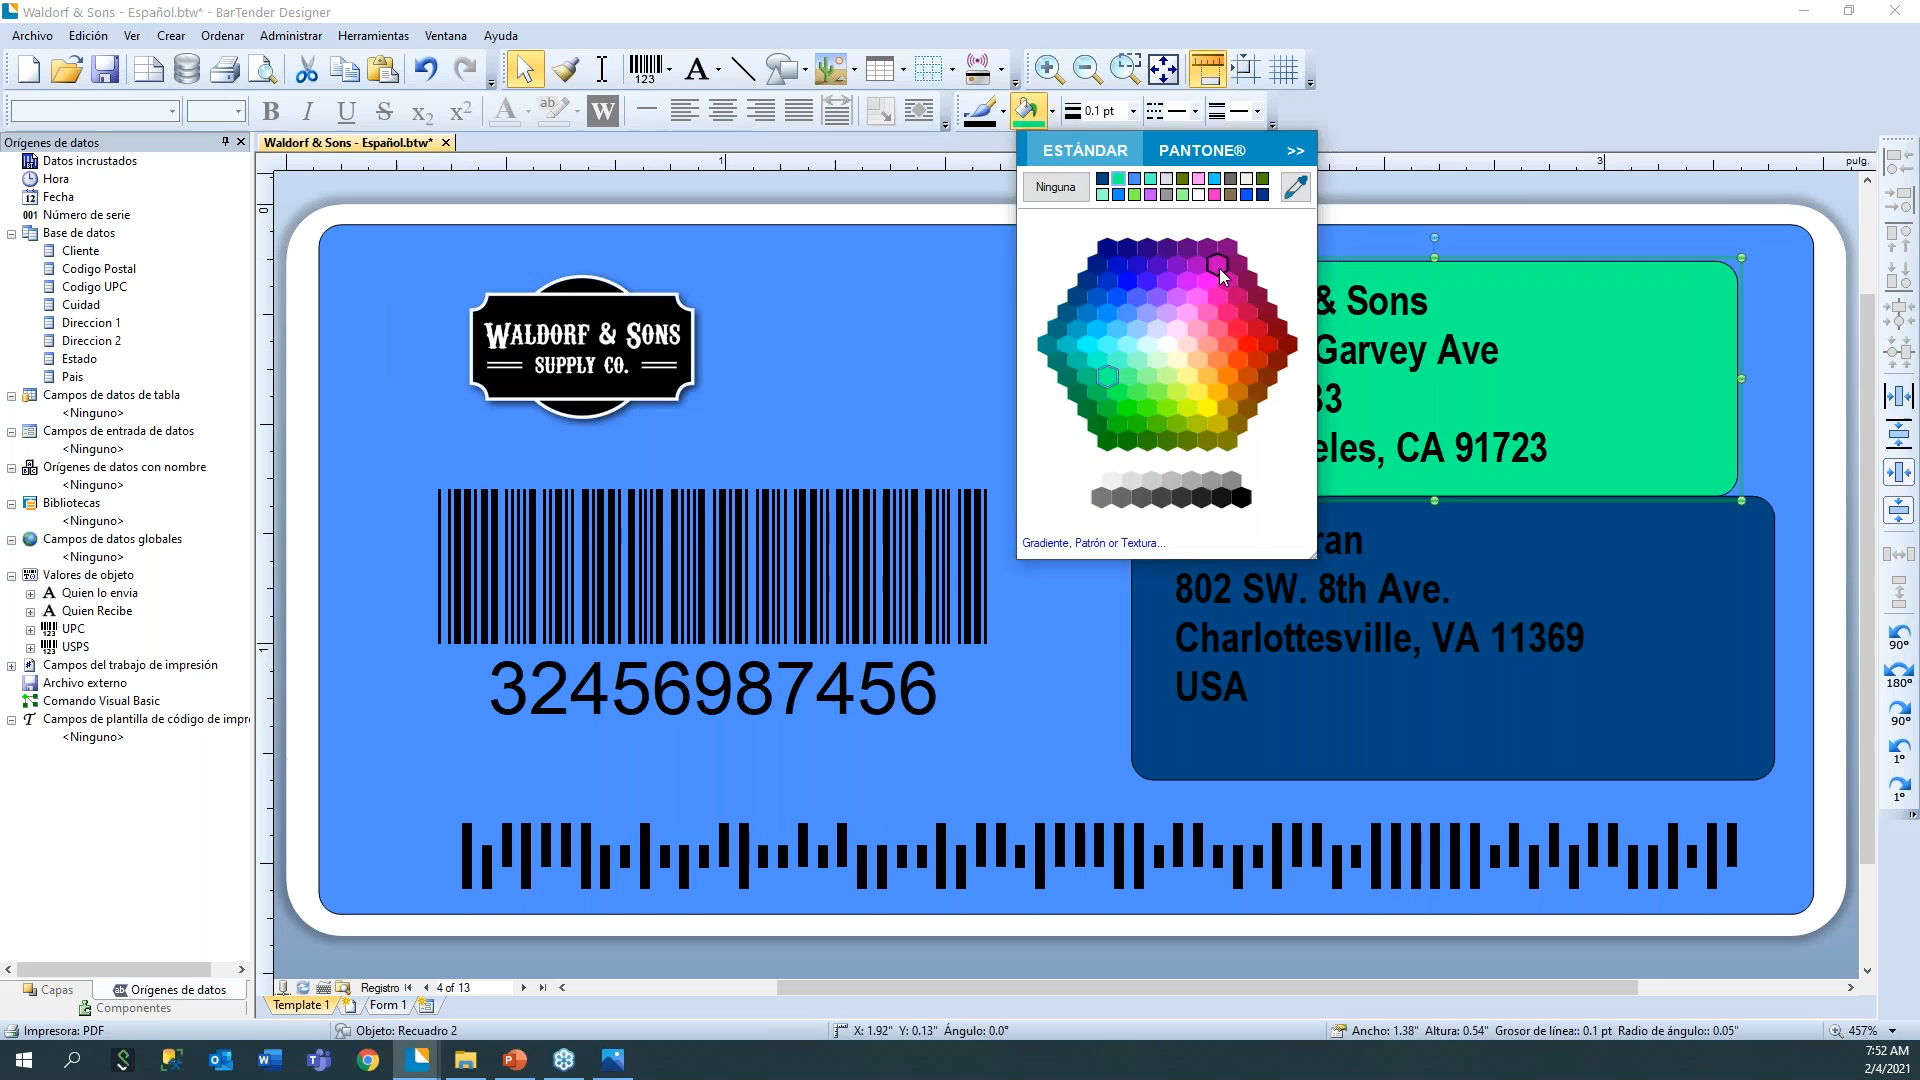 Waldorf & Sons - Español.btw* - BarTender Designer
Archivo Edición Ver Crear Ordenar Administrar Herramientas Ventana Ayuda
123
0.1 pt
Orígenes de datos
Waldorf & Sons - Español.btw*
Datos incrustados
Hora
12 Fecha
001 Número de serie
Base de datos
Cliente
Codigo Postal
Codigo UPC
Cuidad
Direccion 1
Direccion 2
Estado
Pais
Campos de datos de tabla
<Ninguno>
Campos de entrada de datos
<Ninguno>
Orígenes de datos con nombre
<Ninguno>
Bibliotecas
<Ninguno>
Campos de datos globales
<Ninguno>
Valores de objeto
Quien lo envia
Quien Recibe
UPC
USPS
Campos del trabajo de impresión
Archivo externo
Comando Visual Basic
Campos de plantilla de código de impr
<Ninguno>
Capas
Orígenes de datos
Componentes
1 3 pulg.
0
1
ESTÁNDAR PANTONE® >>
Ninguna
Gradiente, Patrón or Textura...
WALDORF & SONS
SUPPLY CO.
& Sons
Garvey Ave
33
eles, CA 91723
ran
802 SW. 8th Ave.
Charlottesville, VA 11369
USA
32456987456
90°
180°
90°
1°
1°
Registro 4 of 13
Template 1 Form 1
Impresora: PDF
Objeto: Recuadro 2
X: 1.92" Y: 0.13" Ángulo: 0.0°
Ancho: 1.38" Altura: 0.54" Grosor de línea:: 0.1 pt Radio de ángulo:: 0.05"
457%
7:52 AM
2/4/2021